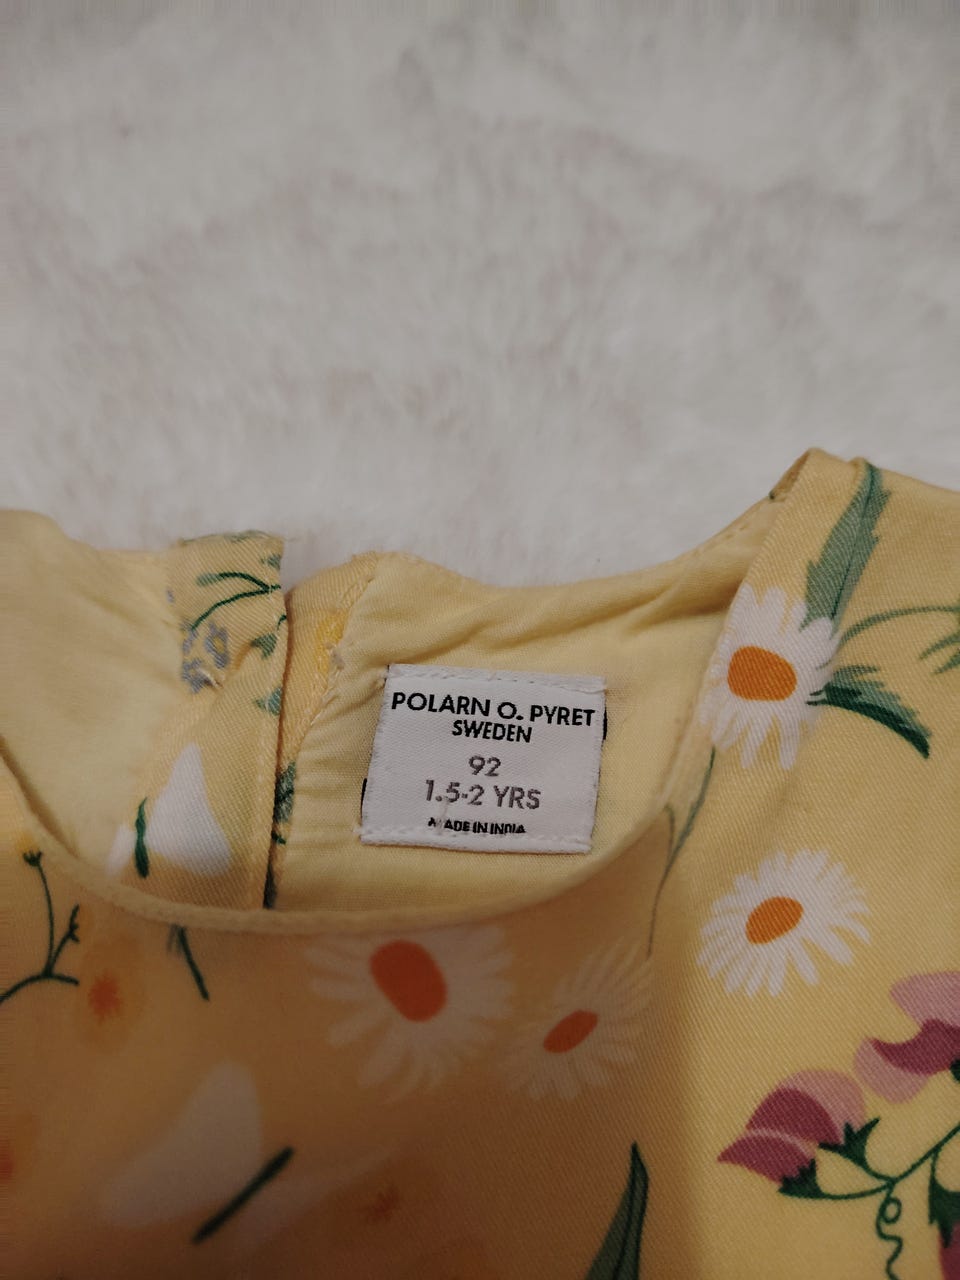 POLARN O. PYRET
SWEDEN
92
1.5-2 YRS
MADE IN INDIA